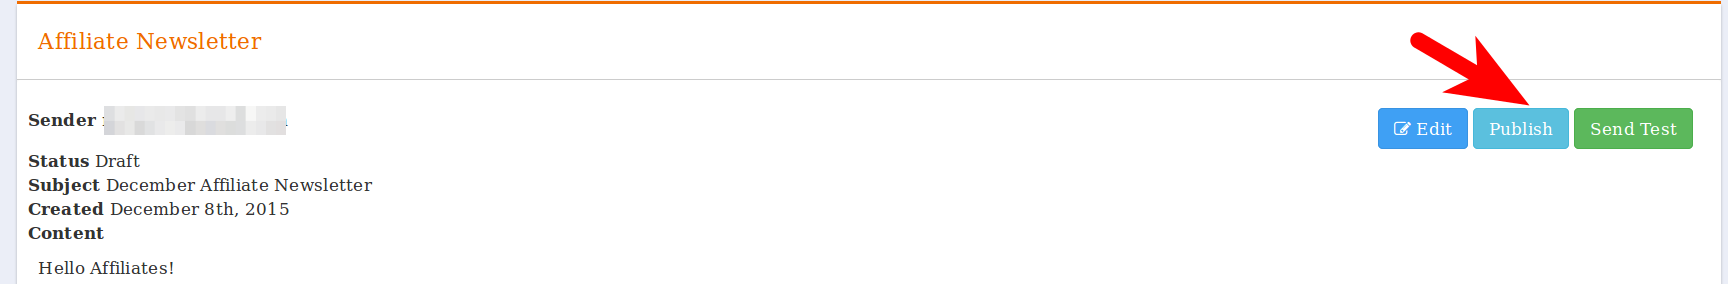 Affiliate Newsletter
Sender
Edit Publish Send Test
Status Draft
Subject December Affiliate Newsletter
Created December 8th, 2015
Content
Hello Affiliates!